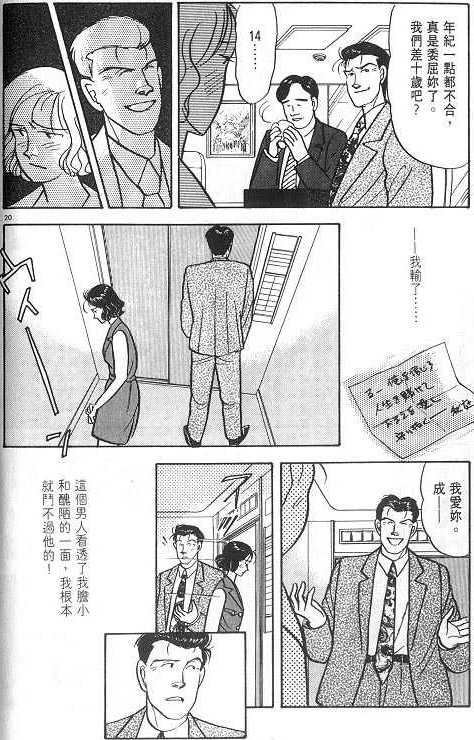 年紀一點都不合，
真是委屈妳了。
我們差十歲吧？
14
……
20
——我輸了……
我愛妳。
成——
這個男人看透了我膽小
和醜陋的一面，我根本
就鬥不過他的！